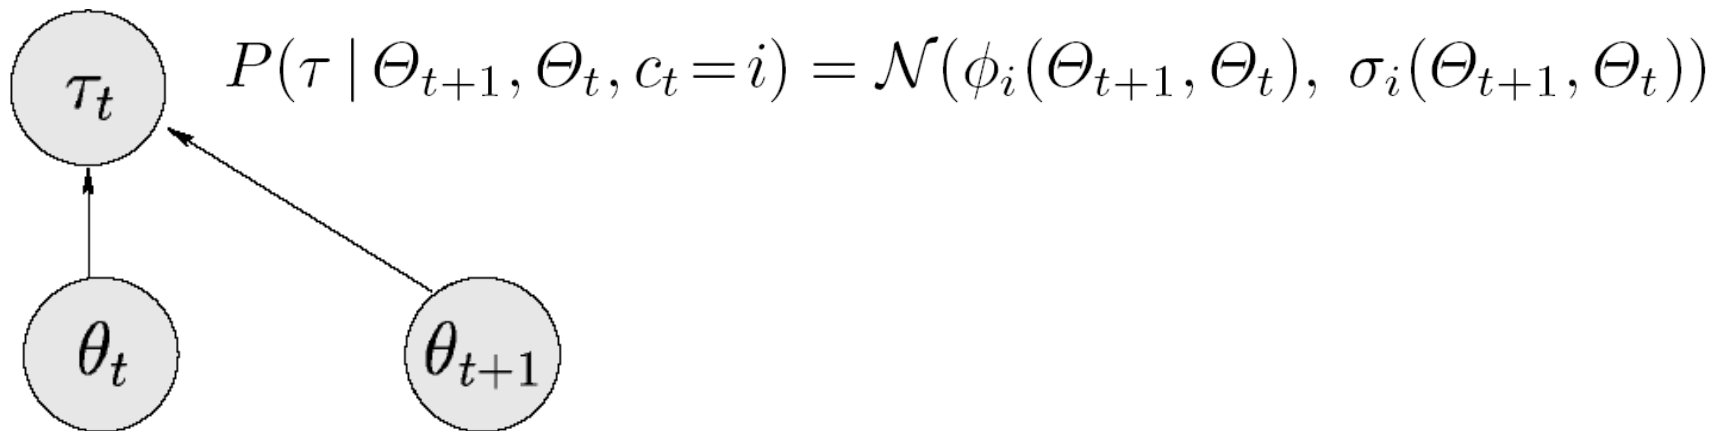 τ_t
P(τ | Θ_{t+1}, Θ_t, c_t = i) = 𝒩(ϕ_i(Θ_{t+1}, Θ_t), σ_i(Θ_{t+1}, Θ_t))
θ_t
θ_{t+1}